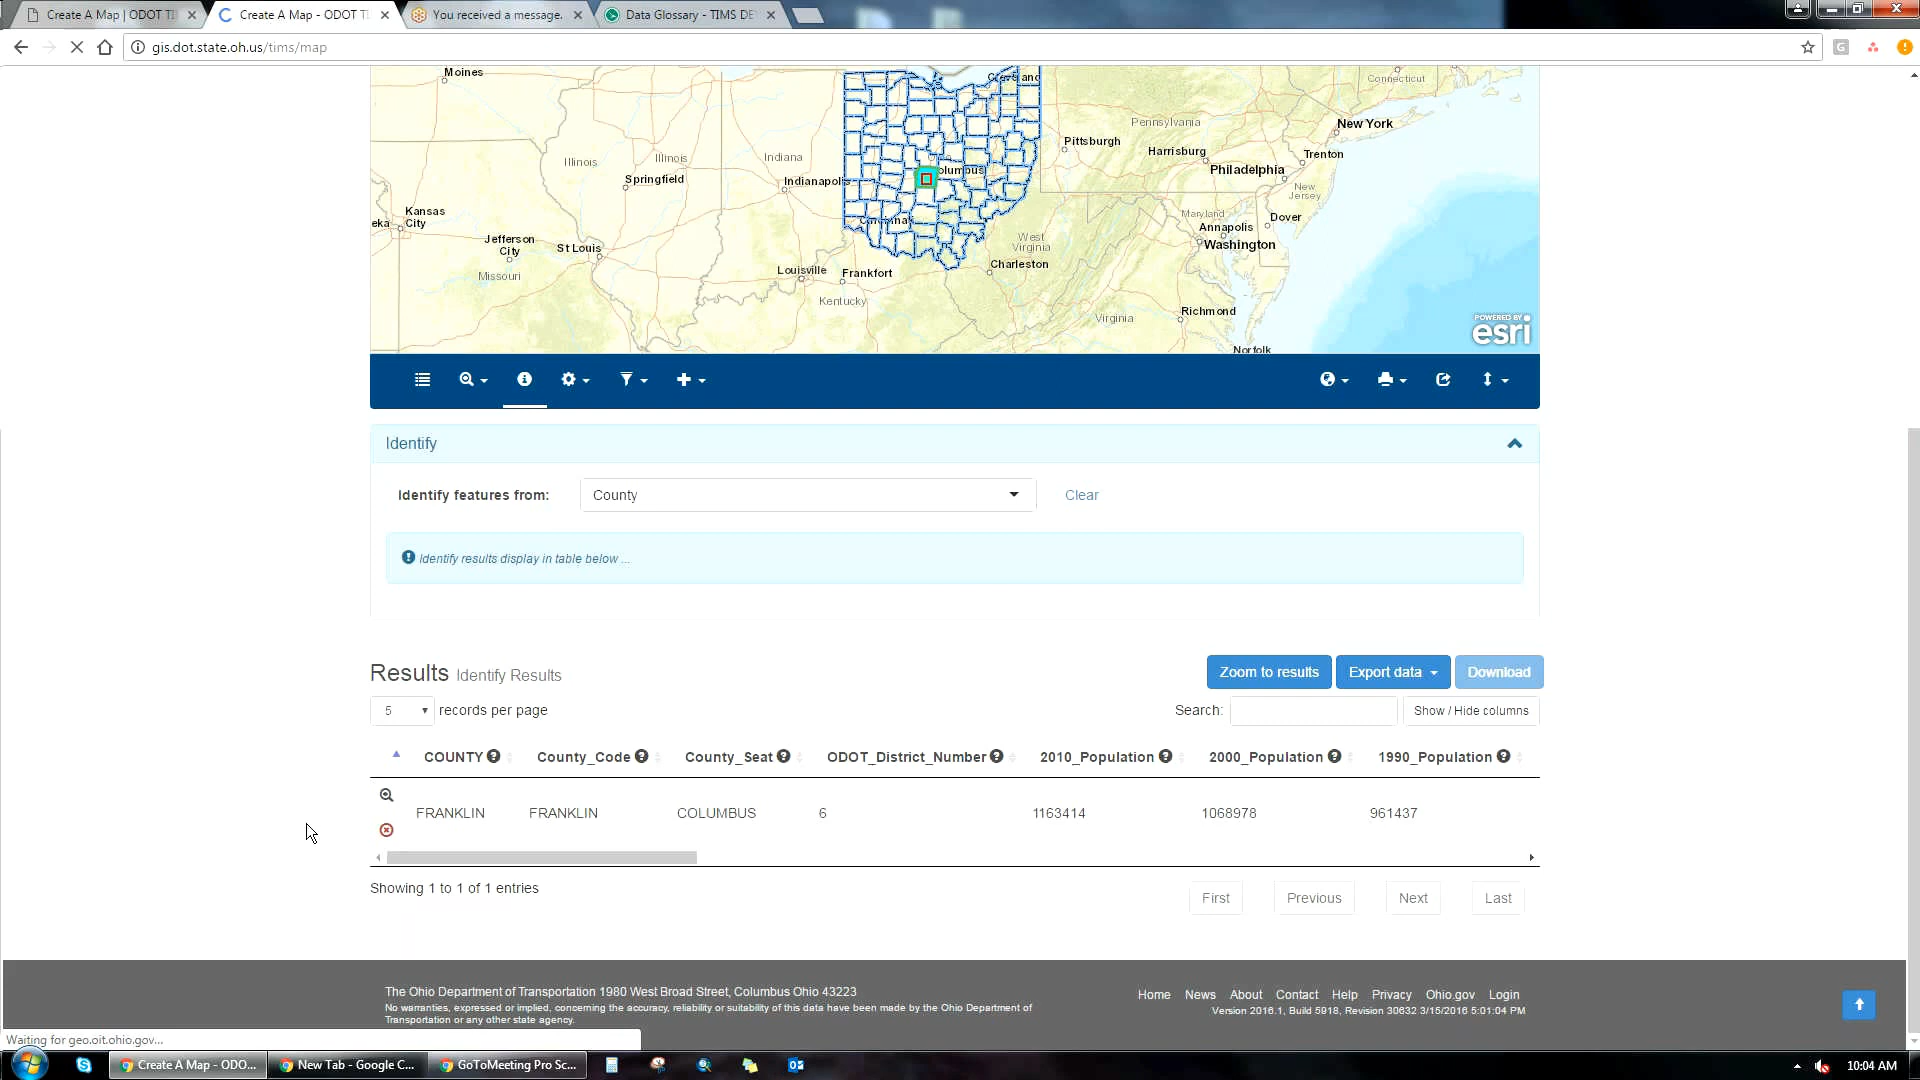 Create A Map | ODOT TI
Create A Map - ODOT TI
You received a message.
Data Glossary - TIMS DE
gis.dot.state.oh.us/tims/map
Moines
Cleveland
Connecticut
New York
Pennsylvania
Pittsburgh
Harrisburg
Trenton
Philadelphia
New
Jersey
Illinois
Illinois
Indiana
Springfield
Indianapolis
Columbus
Kansas
City
eka
Maryland
Dover
Annapolis
Washington
Jefferson
City
St Louis
Cincinnati
West
Virginia
Missouri
Louisville
Frankfort
Charleston
Kentucky
Virginia
Richmond
Norfolk
POWERED BY
esri
Identify
Identify features from:
County
Clear
Identify results display in table below ...
Results Identify Results
Zoom to results
Export data
Download
5 records per page
Search:
Show / Hide columns
COUNTY County_Code County_Seat ODOT_District_Number 2010_Population 2000_Population 1990_Population
FRANKLIN FRANKLIN COLUMBUS 6 1163414 1068978 961437
Showing 1 to 1 of 1 entries
First Previous Next Last
The Ohio Department of Transportation 1980 West Broad Street, Columbus Ohio 43223
No warranties, expressed or implied, concerning the accuracy, reliability or suitability of this data have been made by the Ohio Department of
Transportation or any other state agency.
Home News About Contact Help Privacy Ohio.gov Login
Version 2016.1, Build 5918, Revision 30632 3/15/2016 5:01:04 PM
Waiting for geo.oit.ohio.gov...
Create A Map - ODO...
New Tab - Google C...
GoToMeeting Pro Sc...
10:04 AM